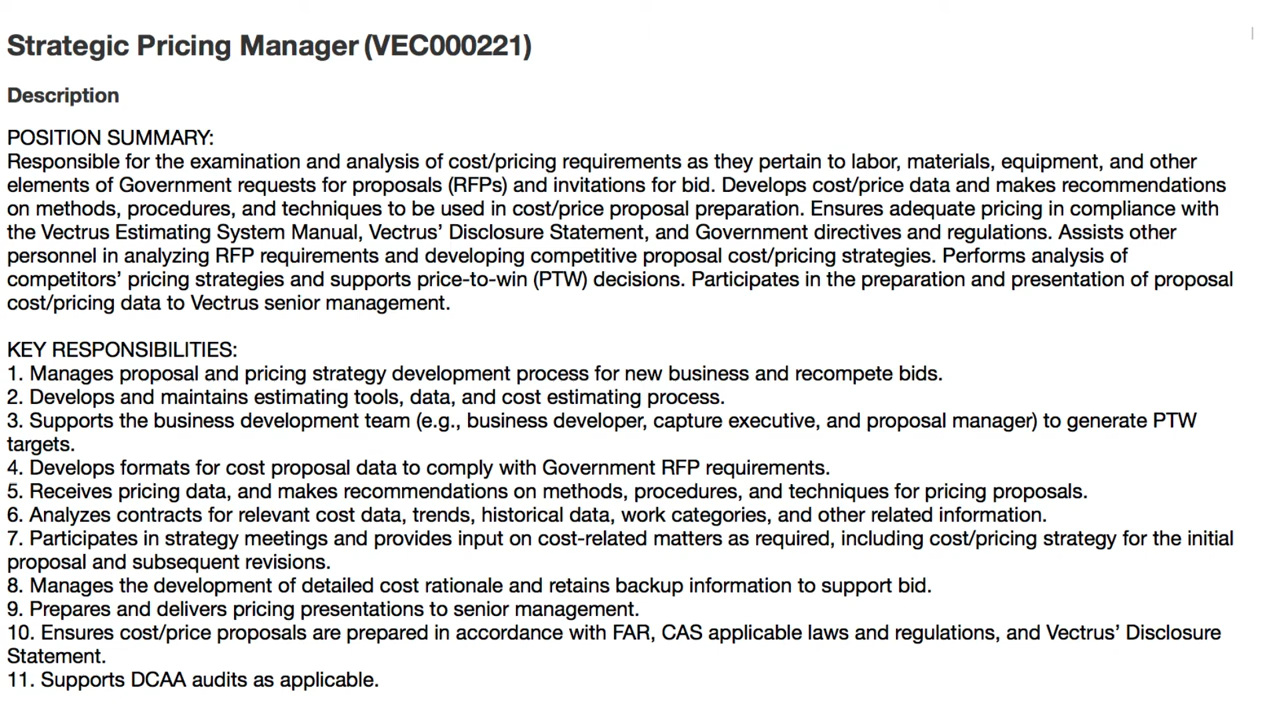 Strategic Pricing Manager (VEC000221)
Description
POSITION SUMMARY:
Responsible for the examination and analysis of cost/pricing requirements as they pertain to labor, materials, equipment, and other
elements of Government requests for proposals (RFPs) and invitations for bid. Develops cost/price data and makes recommendations
on methods, procedures, and techniques to be used in cost/price proposal preparation. Ensures adequate pricing in compliance with
the Vectrus Estimating System Manual, Vectrus’ Disclosure Statement, and Government directives and regulations. Assists other
personnel in analyzing RFP requirements and developing competitive proposal cost/pricing strategies. Performs analysis of
competitors’ pricing strategies and supports price-to-win (PTW) decisions. Participates in the preparation and presentation of proposal
cost/pricing data to Vectrus senior management.
KEY RESPONSIBILITIES:
1. Manages proposal and pricing strategy development process for new business and recompete bids.
2. Develops and maintains estimating tools, data, and cost estimating process.
3. Supports the business development team (e.g., business developer, capture executive, and proposal manager) to generate PTW
targets.
4. Develops formats for cost proposal data to comply with Government RFP requirements.
5. Receives pricing data, and makes recommendations on methods, procedures, and techniques for pricing proposals.
6. Analyzes contracts for relevant cost data, trends, historical data, work categories, and other related information.
7. Participates in strategy meetings and provides input on cost-related matters as required, including cost/pricing strategy for the initial
proposal and subsequent revisions.
8. Manages the development of detailed cost rationale and retains backup information to support bid.
9. Prepares and delivers pricing presentations to senior management.
10. Ensures cost/price proposals are prepared in accordance with FAR, CAS applicable laws and regulations, and Vectrus’ Disclosure
Statement.
11. Supports DCAA audits as applicable.